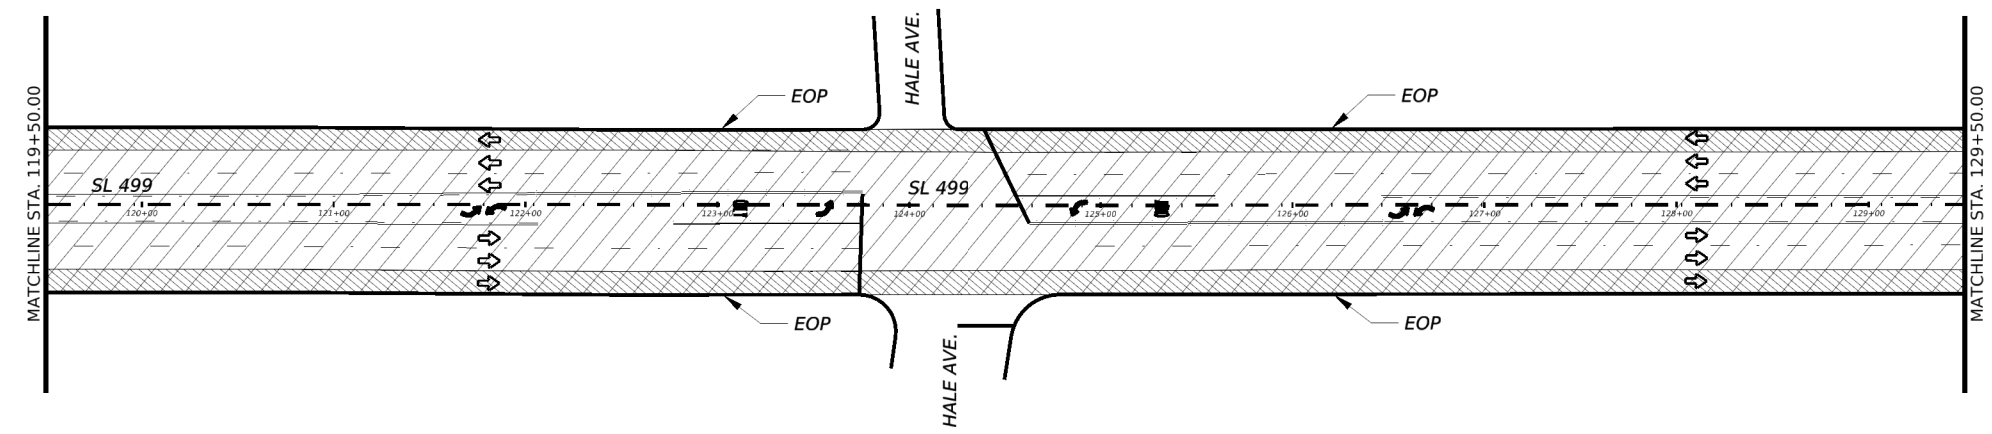 HALE AVE.
EOP
EOP
MATCHLINE STA. 119+50.00
MATCHLINE STA. 129+50.00
SL 499
SL 499
120+00
121+00
122+00
123+00
124+00
125+00
126+00
127+00
128+00
129+00
EOP
EOP
HALE AVE.